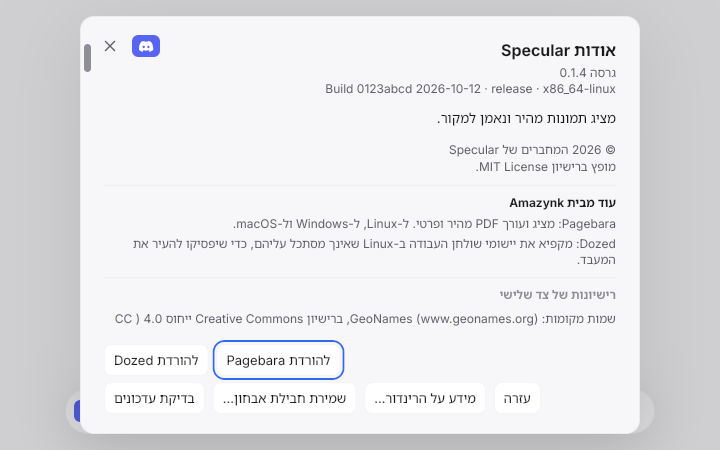 אודות Specular
גרסה 0.1.4
Build 0123abcd 2026-10-12 · release · x86_64-linux
מציג תמונות מהיר ונאמן למקור.
© 2026 המחברים של Specular
מופץ ברישיון MIT License.
עוד מבית Amazynk
Pagebara: מציג ועורך PDF מהיר ופרטי. ל-Linux, ל-Windows ול-macOS.
Dozed: מקפיא את יישומי שולחן העבודה ב-Linux שאינך מסתכל עליהם, כדי שיפסיקו להעיר את
המעבד.
רישיונות של צד שלישי
שמות מקומות: GeoNames (www.geonames.org), ברישיון Creative Commons ייחוס 4.0 ( CC
להורדת Pagebara
להורדת Dozed
עזרה
מידע על הרינדור...
שמירת חבילת אבחון...
בדיקת עדכונים